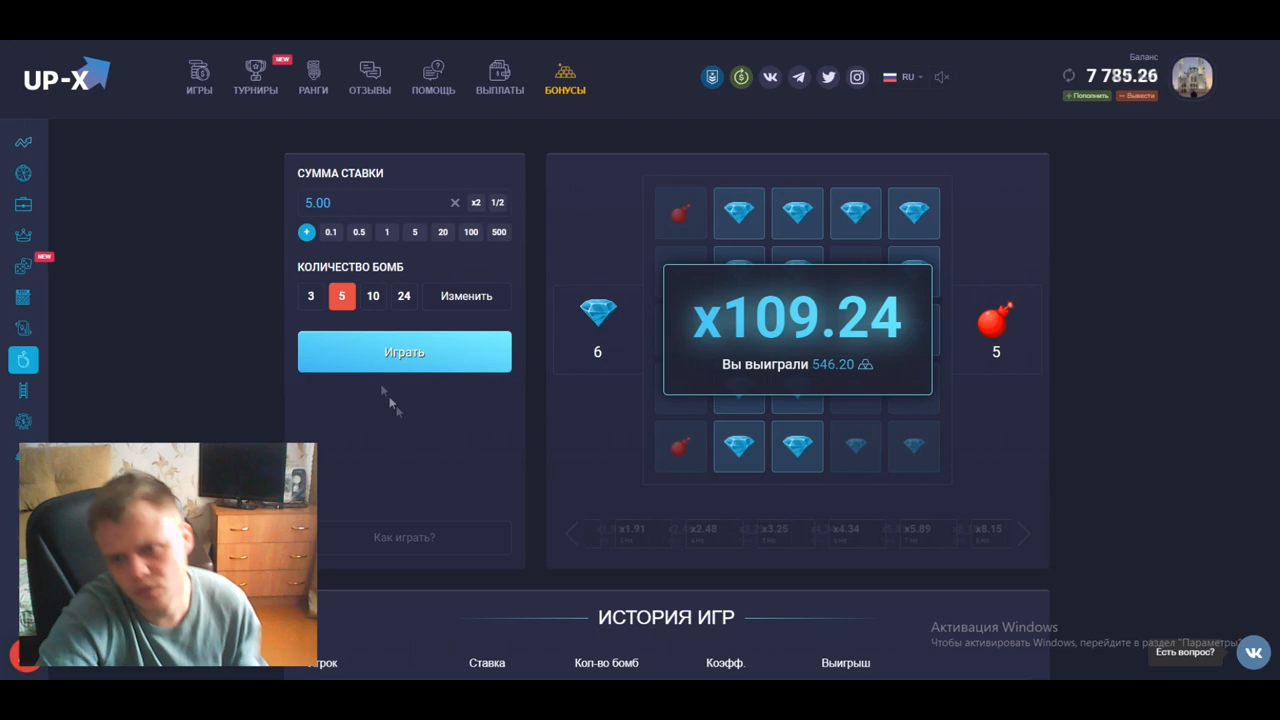 UP-X
ИГРЫ
NEW
ТУРНИРЫ
РАНГИ
ОТЗЫВЫ
ПОМОЩЬ
ВЫПЛАТЫ
БОНУСЫ
RU
Баланс
7 785.26
+ Пополнить
− Вывести
NEW
СУММА СТАВКИ
5.00
x2
1/2
0.1 0.5 1 5 20 100 500
КОЛИЧЕСТВО БОМБ
3 5 10 24 Изменить
Играть
Как играть?
6
x109.24
Вы выиграли 546.20
5
x1.91 x2.48 x3.25 x4.34 x5.89 x8.15
ИСТОРИЯ ИГР
Ставка Кол-во бомб Коэфф. Выигрыш
Активация Windows
Чтобы активировать Windows, перейдите в раздел "Параметры"
Есть вопрос?